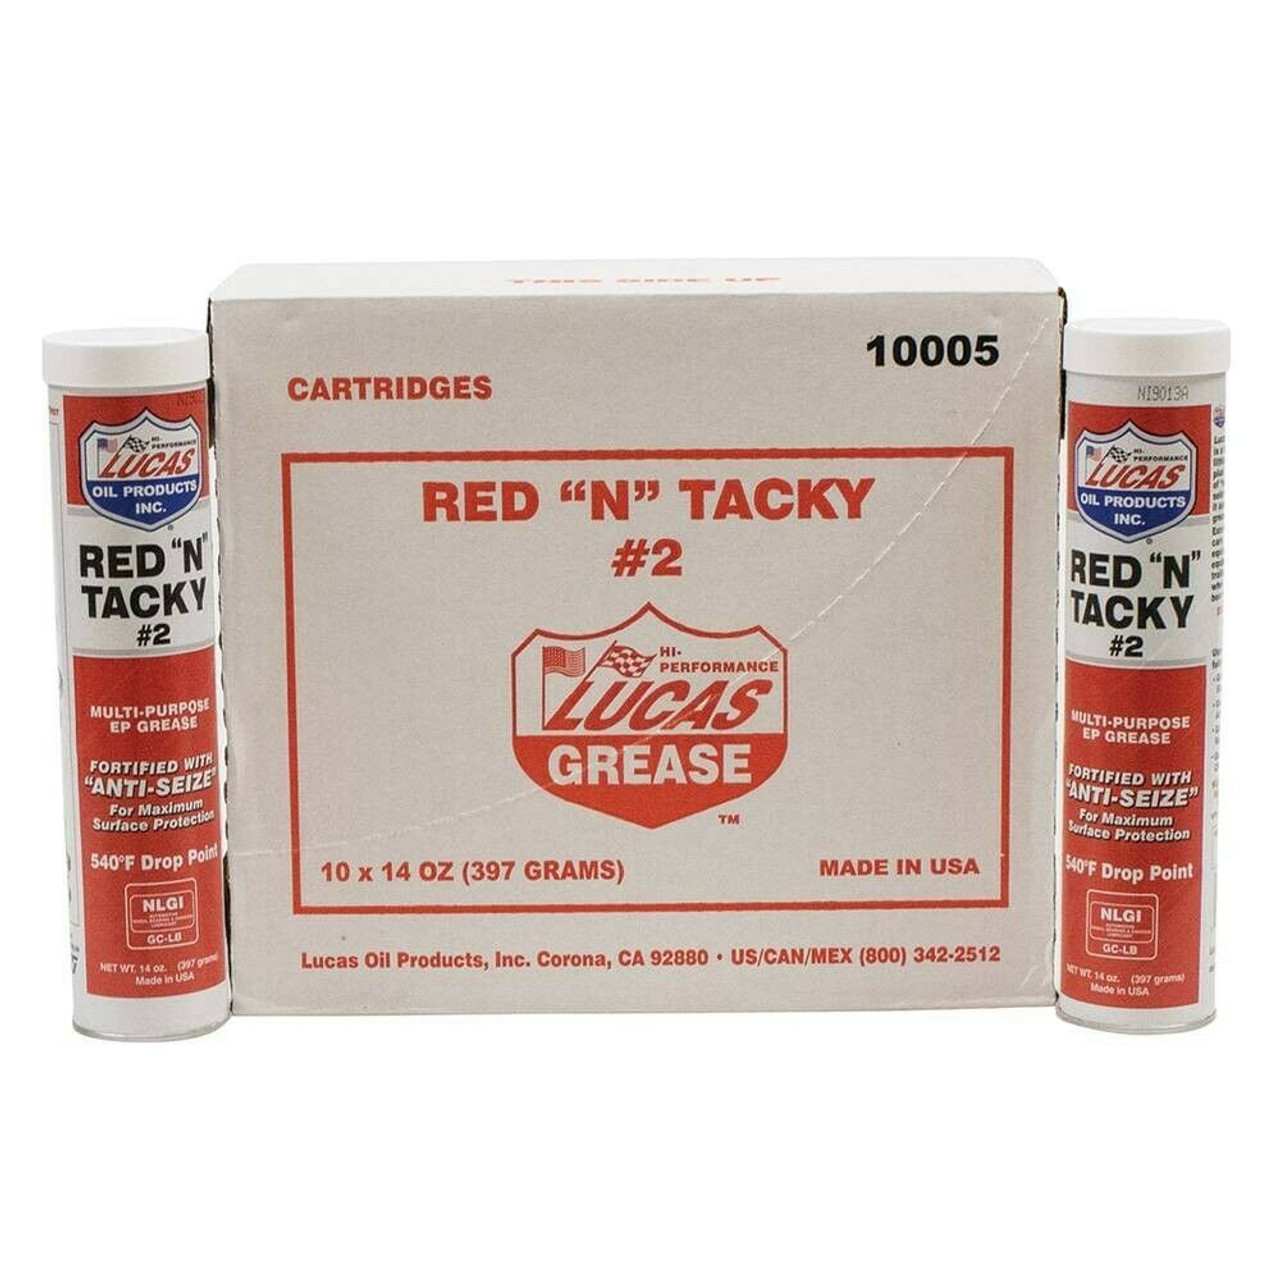 THIS SIDE UP
10005
CARTRIDGES
RED “N” TACKY
#2
HI-
PERFORMANCE
LUCAS
GREASE
TM
10 x 14 OZ (397 GRAMS)
MADE IN USA
Lucas Oil Products, Inc. Corona, CA 92880 • US/CAN/MEX (800) 342-2512
HI-
PERFORMANCE
LUCAS
OIL PRODUCTS
INC.
®
RED “N”
TACKY
#2
MULTI-PURPOSE
EP GREASE
FORTIFIED WITH
“ANTI-SEIZE”
For Maximum
Surface Protection
540°F Drop Point
NLGI
GC-LB
NET WT. 14 oz. (397 grams)
Made in USA
NI9013A
HI-
PERFORMANCE
LUCAS
OIL PRODUCTS
INC.
®
RED “N”
TACKY
#2
MULTI-PURPOSE
EP GREASE
FORTIFIED WITH
“ANTI-SEIZE”
For Maximum
Surface Protection
540°F Drop Point
NLGI
GC-LB
NET WT. 14 oz. (397 grams)
Made in USA